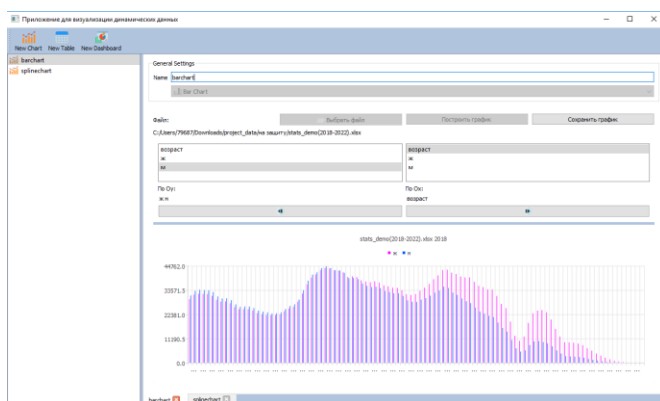 Приложение для визуализации динамических данных
New Chart New Table New Dashboard
barchart
splinechart
General Settings
Name barchart
Bar Chart
Файл:
Выбрать файл
Построить график
Сохранить график
C:/Users/79687/Downloads/project_data/на защиту/stats_demo(2018-2022).xlsx
возраст
ж
м
возраст
ж
м
По Oy:
По Ox:
ж м
возраст
stats_demo(2018-2022).xlsx 2018
ж м
44762.0
33571.5
22381.0
11190.5
0.0
barchart splinechart